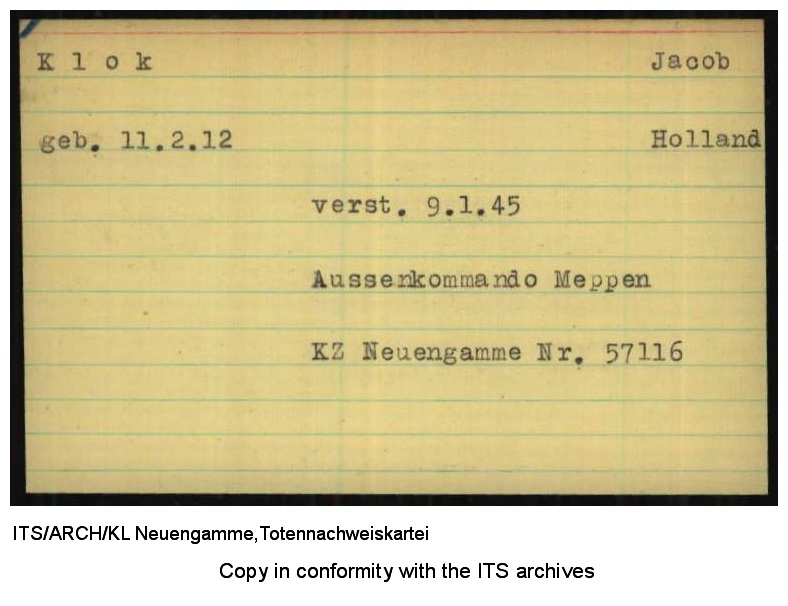 K l o k Jacob
geb. 11.2.12 Holland
verst. 9.1.45
Aussenkommando Meppen
KZ Neuengamme Nr. 57116
ITS/ARCH/KL Neuengamme,Totennachweiskartei
Copy in conformity with the ITS archives